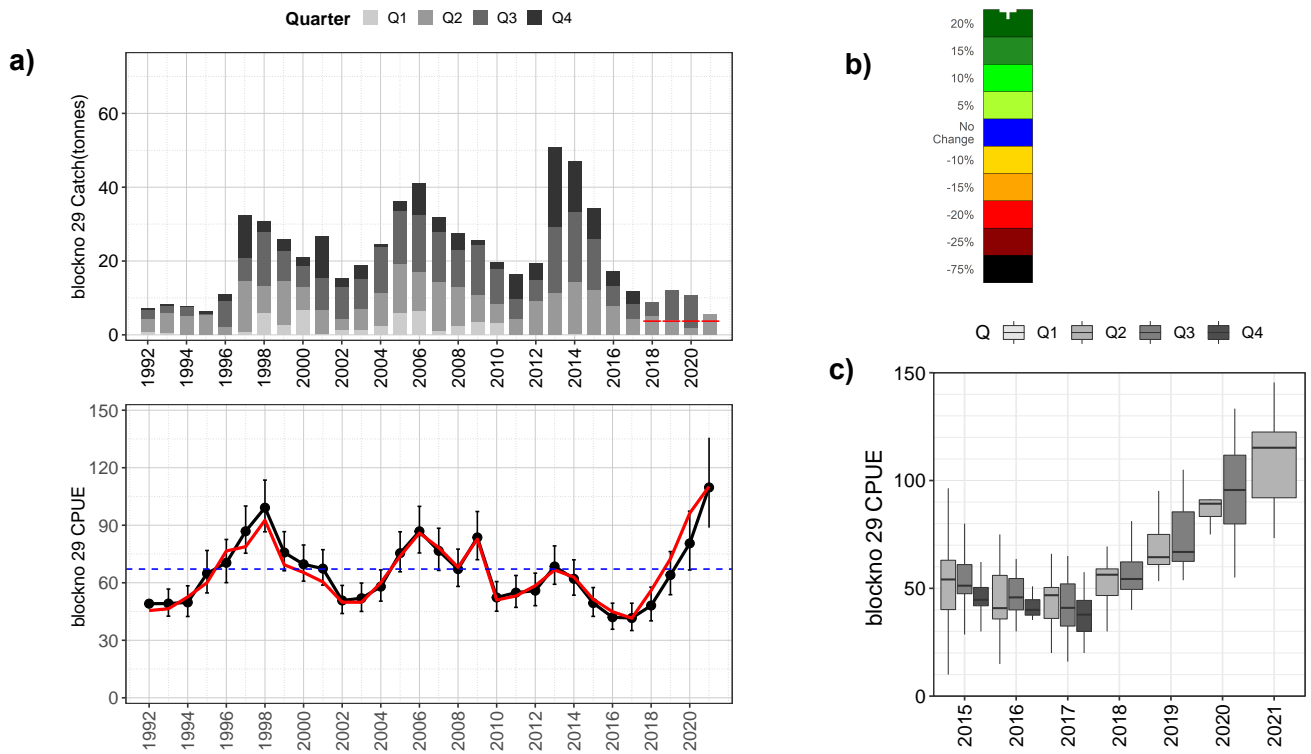 Quarter Q1 Q2 Q3 Q4
a)
blockno 29 Catch(tonnes)
60
40
20
0
1992 1994 1996 1998 2000 2002 2004 2006 2008 2010 2012 2014 2016 2018 2020
blockno 29 CPUE
150
120
90
60
30
0
1992 1994 1996 1998 2000 2002 2004 2006 2008 2010 2012 2014 2016 2018 2020
b)
20%
15%
10%
5%
No
Change
-10%
-15%
-20%
-25%
-75%
Q Q1 Q2 Q3 Q4
c)
blockno 29 CPUE
150
100
50
0
2015 2016 2017 2018 2019 2020 2021